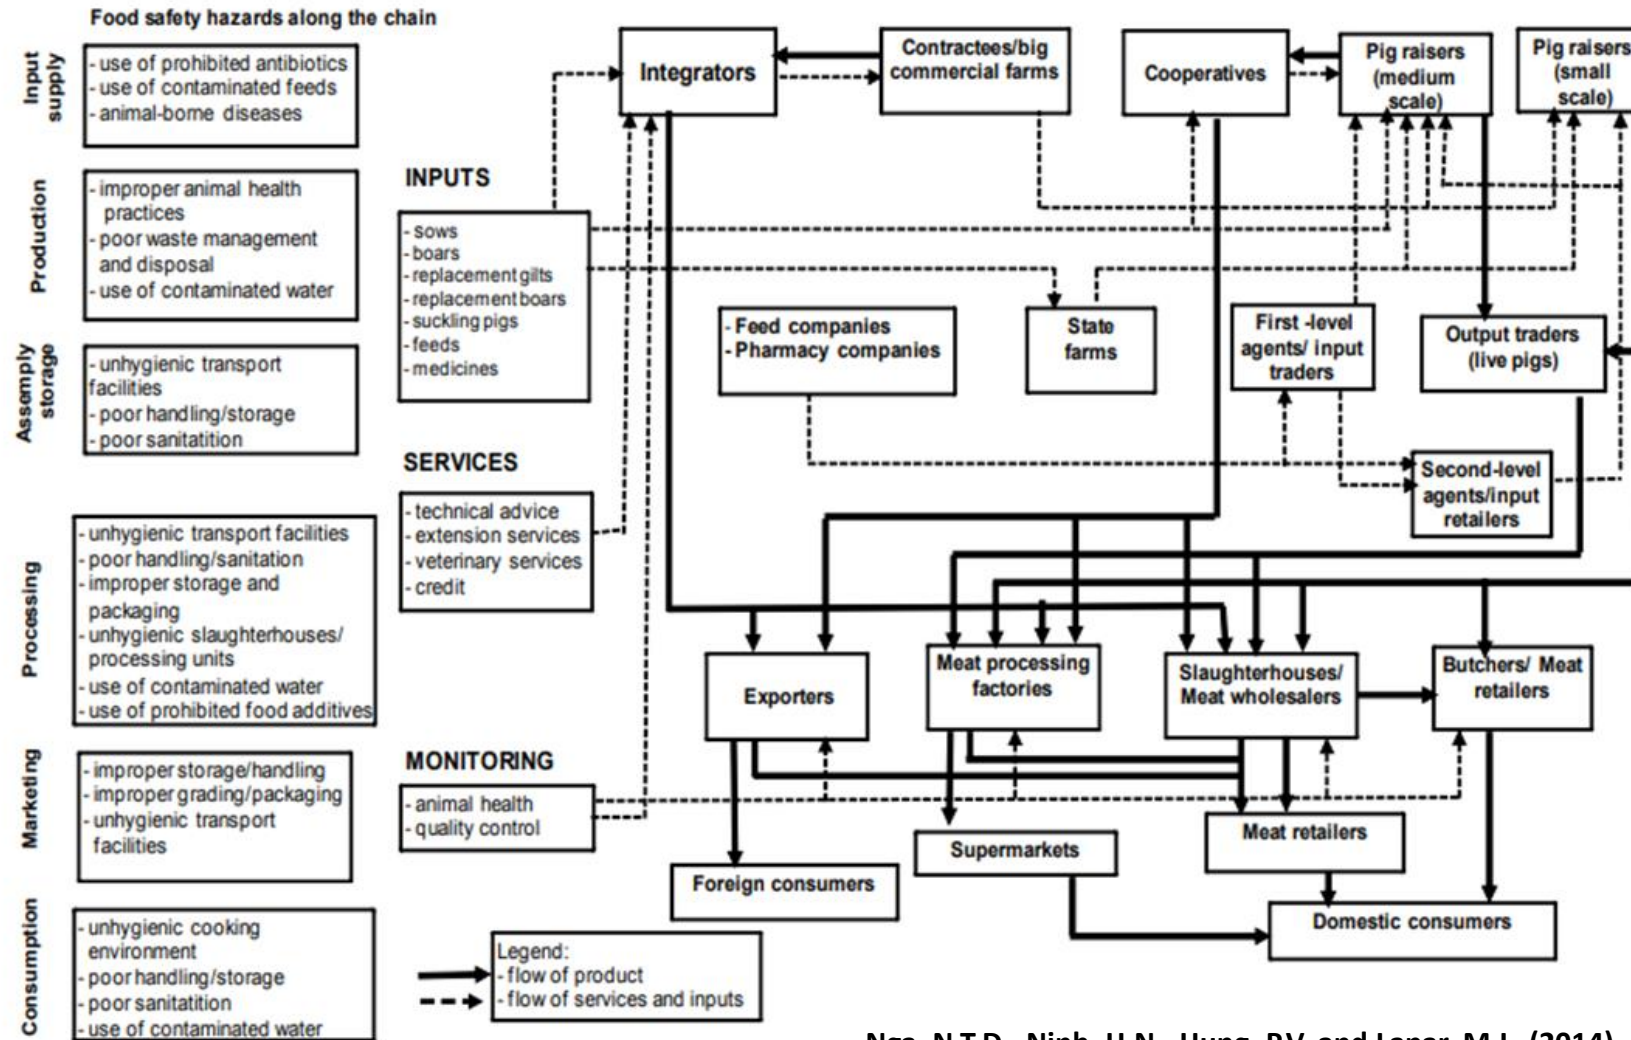 Food safety hazards along the chain
Input
supply
- use of prohibited antibiotics
- use of contaminated feeds
- animal-borne diseases
Production
- improper animal health
practices
- poor waste management
and disposal
- use of contaminated water
Assemply
storage
- unhygienic transport
facilities
- poor handling/storage
- poor sanitatition
Processing
- unhygienic transport facilities
- poor handling/sanitation
- improper storage and
packaging
- unhygienic slaughterhouses/
processing units
- use of contaminated water
- use of prohibited food additives
Marketing
- improper storage/handling
- improper grading/packaging
- unhygienic transport
facilities
Consumption
- unhygienic cooking
environment
- poor handling/storage
- poor sanitatition
- use of contaminated water
INPUTS
- sows
- boars
- replacement gilts
- replacement boars
- suckling pigs
- feeds
- medicines
SERVICES
- technical advice
- extension services
- veterinary services
- credit
MONITORING
- animal health
- quality control
Integrators
Contractees/big
commercial farms
Cooperatives
Pig raisers
(medium
scale)
Pig raisers
(small
scale)
- Feed companies
- Pharmacy companies
State
farms
First -level
agents/ input
traders
Output traders
(live pigs)
Second-level
agents/input
retailers
Exporters
Meat processing
factories
Slaughterhouses/
Meat wholesalers
Butchers/ Meat
retailers
Supermarkets
Meat retailers
Foreign consumers
Domestic consumers
Legend:
- flow of product
- flow of services and inputs